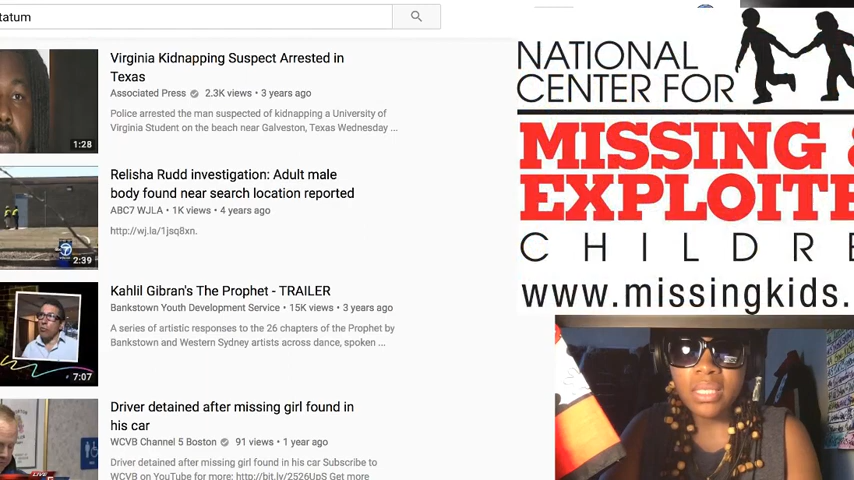 tatum
Virginia Kidnapping Suspect Arrested in
Texas
Associated Press 2.3K views • 3 years ago
Police arrested the man suspected of kidnapping a University of
Virginia Student on the beach near Galveston, Texas Wednesday ...
1:28
Relisha Rudd investigation: Adult male
body found near search location reported
ABC7 WJLA • 1K views • 4 years ago
http://wj.la/1jsq8xn.
7
2:39
Kahlil Gibran's The Prophet - TRAILER
Bankstown Youth Development Service • 15K views • 3 years ago
A series of artistic responses to the 26 chapters of the Prophet by
Bankstown and Western Sydney artists across dance, spoken ...
7:07
Driver detained after missing girl found in
his car
WCVB Channel 5 Boston 91 views • 1 year ago
Driver detained after missing girl found in his car Subscribe to
WCVB on YouTube for more: http://bit.ly/2526UpS Get more
LIVE
NATIONAL
CENTER FOR
MISSING &
EXPLOITE
CHILDRE
www.missingkids.